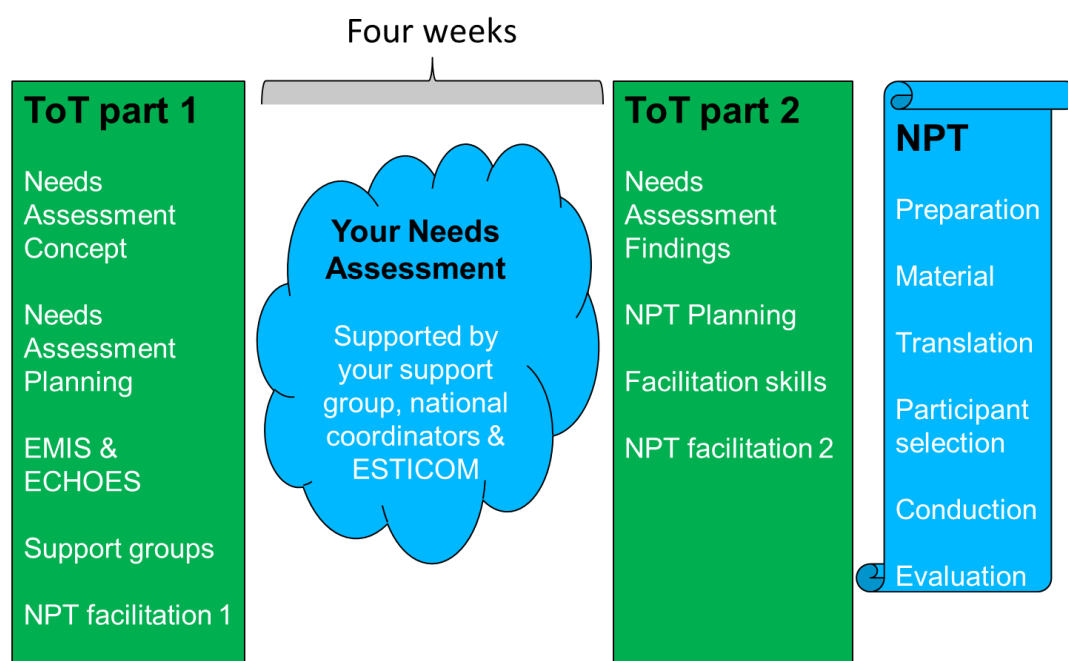 Four weeks
ToT part 1
Needs
Assessment
Concept
Needs
Assessment
Planning
EMIS &
ECHOES
Support groups
NPT facilitation 1
Your Needs
Assessment
Supported by
your support
group, national
coordinators &
ESTICOM
ToT part 2
Needs
Assessment
Findings
NPT Planning
Facilitation skills
NPT facilitation 2
NPT
Preparation
Material
Translation
Participant
selection
Conduction
Evaluation